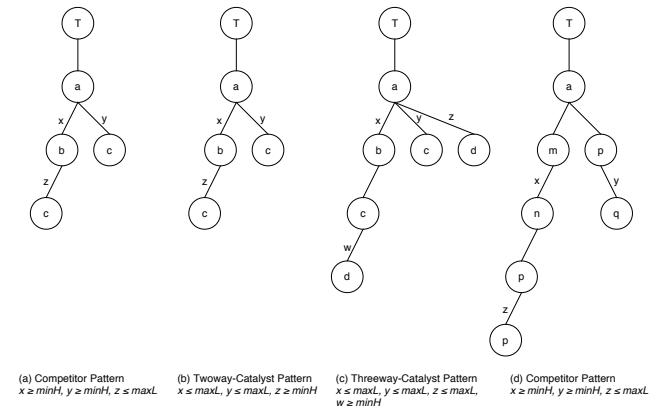 T T T T
a a a a
x y x y x y z
b c b c b c d m p
z z x y
c c c n q
w
d p
z
p
(a) Competitor Pattern
x ≥ minH, y ≥ minH, z ≤ maxL
(b) Twoway-Catalyst Pattern
x ≤ maxL, y ≤ maxL, z ≥ minH
(c) Threeway-Catalyst Pattern
x ≤ maxL, y ≤ maxL, z ≤ maxL,
w ≥ minH
(d) Competitor Pattern
x ≥ minH, y ≥ minH, z ≤ maxL